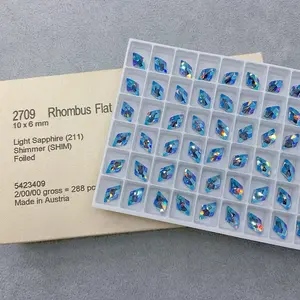 2709 Rhombus Flat
10 x 6 mm
Light Sapphire (211)
Shimmer (SHIM)
Foiled
5423409
2/00/00 gross = 288 pc
Made in Austria